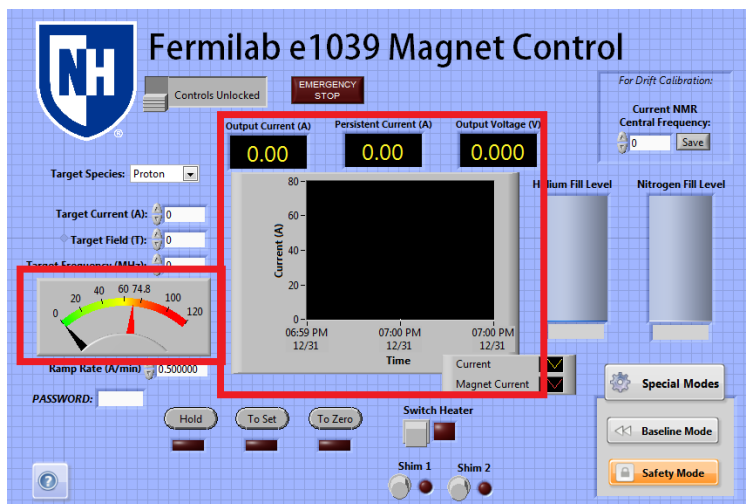 NH
®
Fermilab e1039 Magnet Control
Controls Unlocked
EMERGENCY
STOP
For Drift Calibration:
Current NMR
Central Frequency:
0
Save
Output Current (A)
Persistent Current (A)
Output Voltage (V)
0.00
0.00
0.000
Target Species:
Proton
Target Current (A):
0
Target Field (T):
0
Target Frequency (MHz):
0
0
20
40
60
74.8
100
120
Ramp Rate (A/min)
0.500000
PASSWORD:
80
60
40
20
0
Current (A)
06:59 PM
12/31
07:00 PM
12/31
07:00 PM
12/31
Time
Current
Magnet Current
Helium Fill Level
Nitrogen Fill Level
Hold
To Set
To Zero
Switch Heater
Shim 1
Shim 2
Special Modes
Baseline Mode
Safety Mode
?